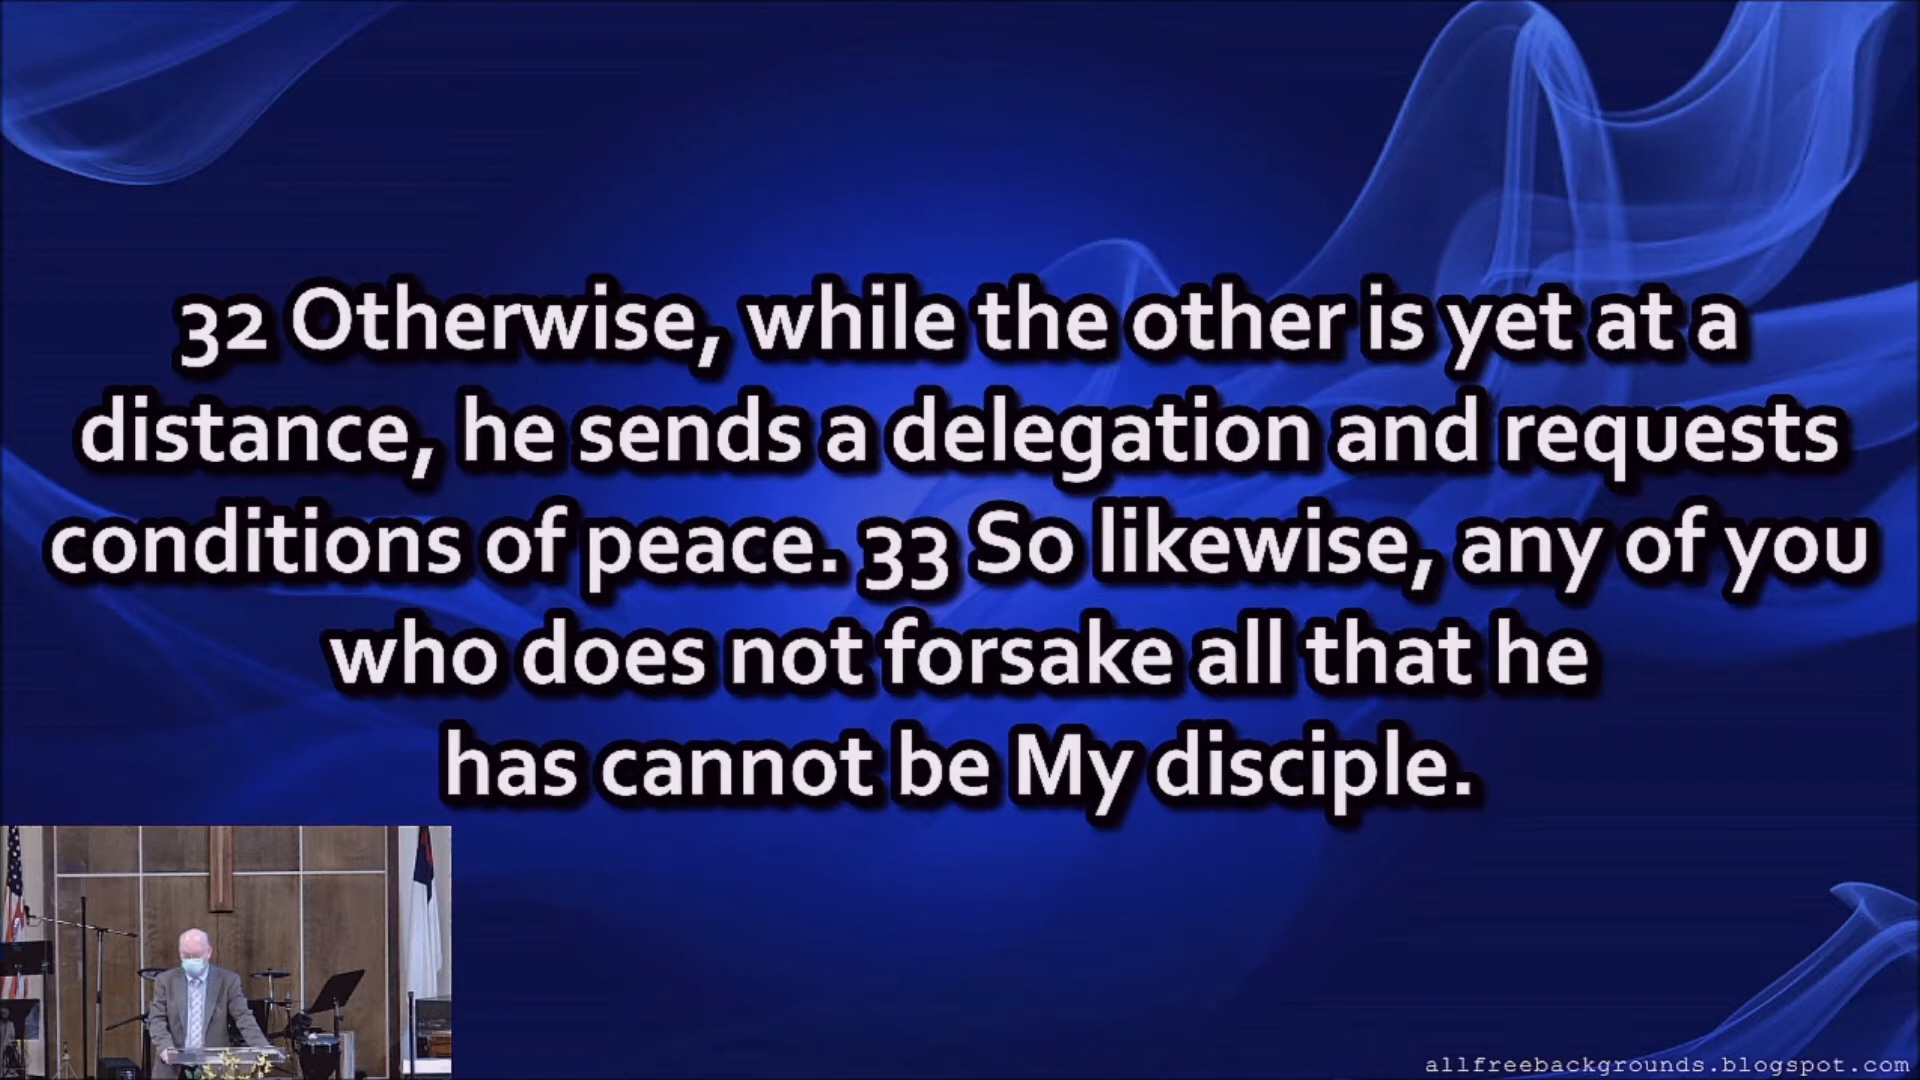 32 Otherwise, while the other is yet at a
distance, he sends a delegation and requests
conditions of peace. 33 So likewise, any of you
who does not forsake all that he
has cannot be My disciple.
allfreebackgrounds.blogspot.com